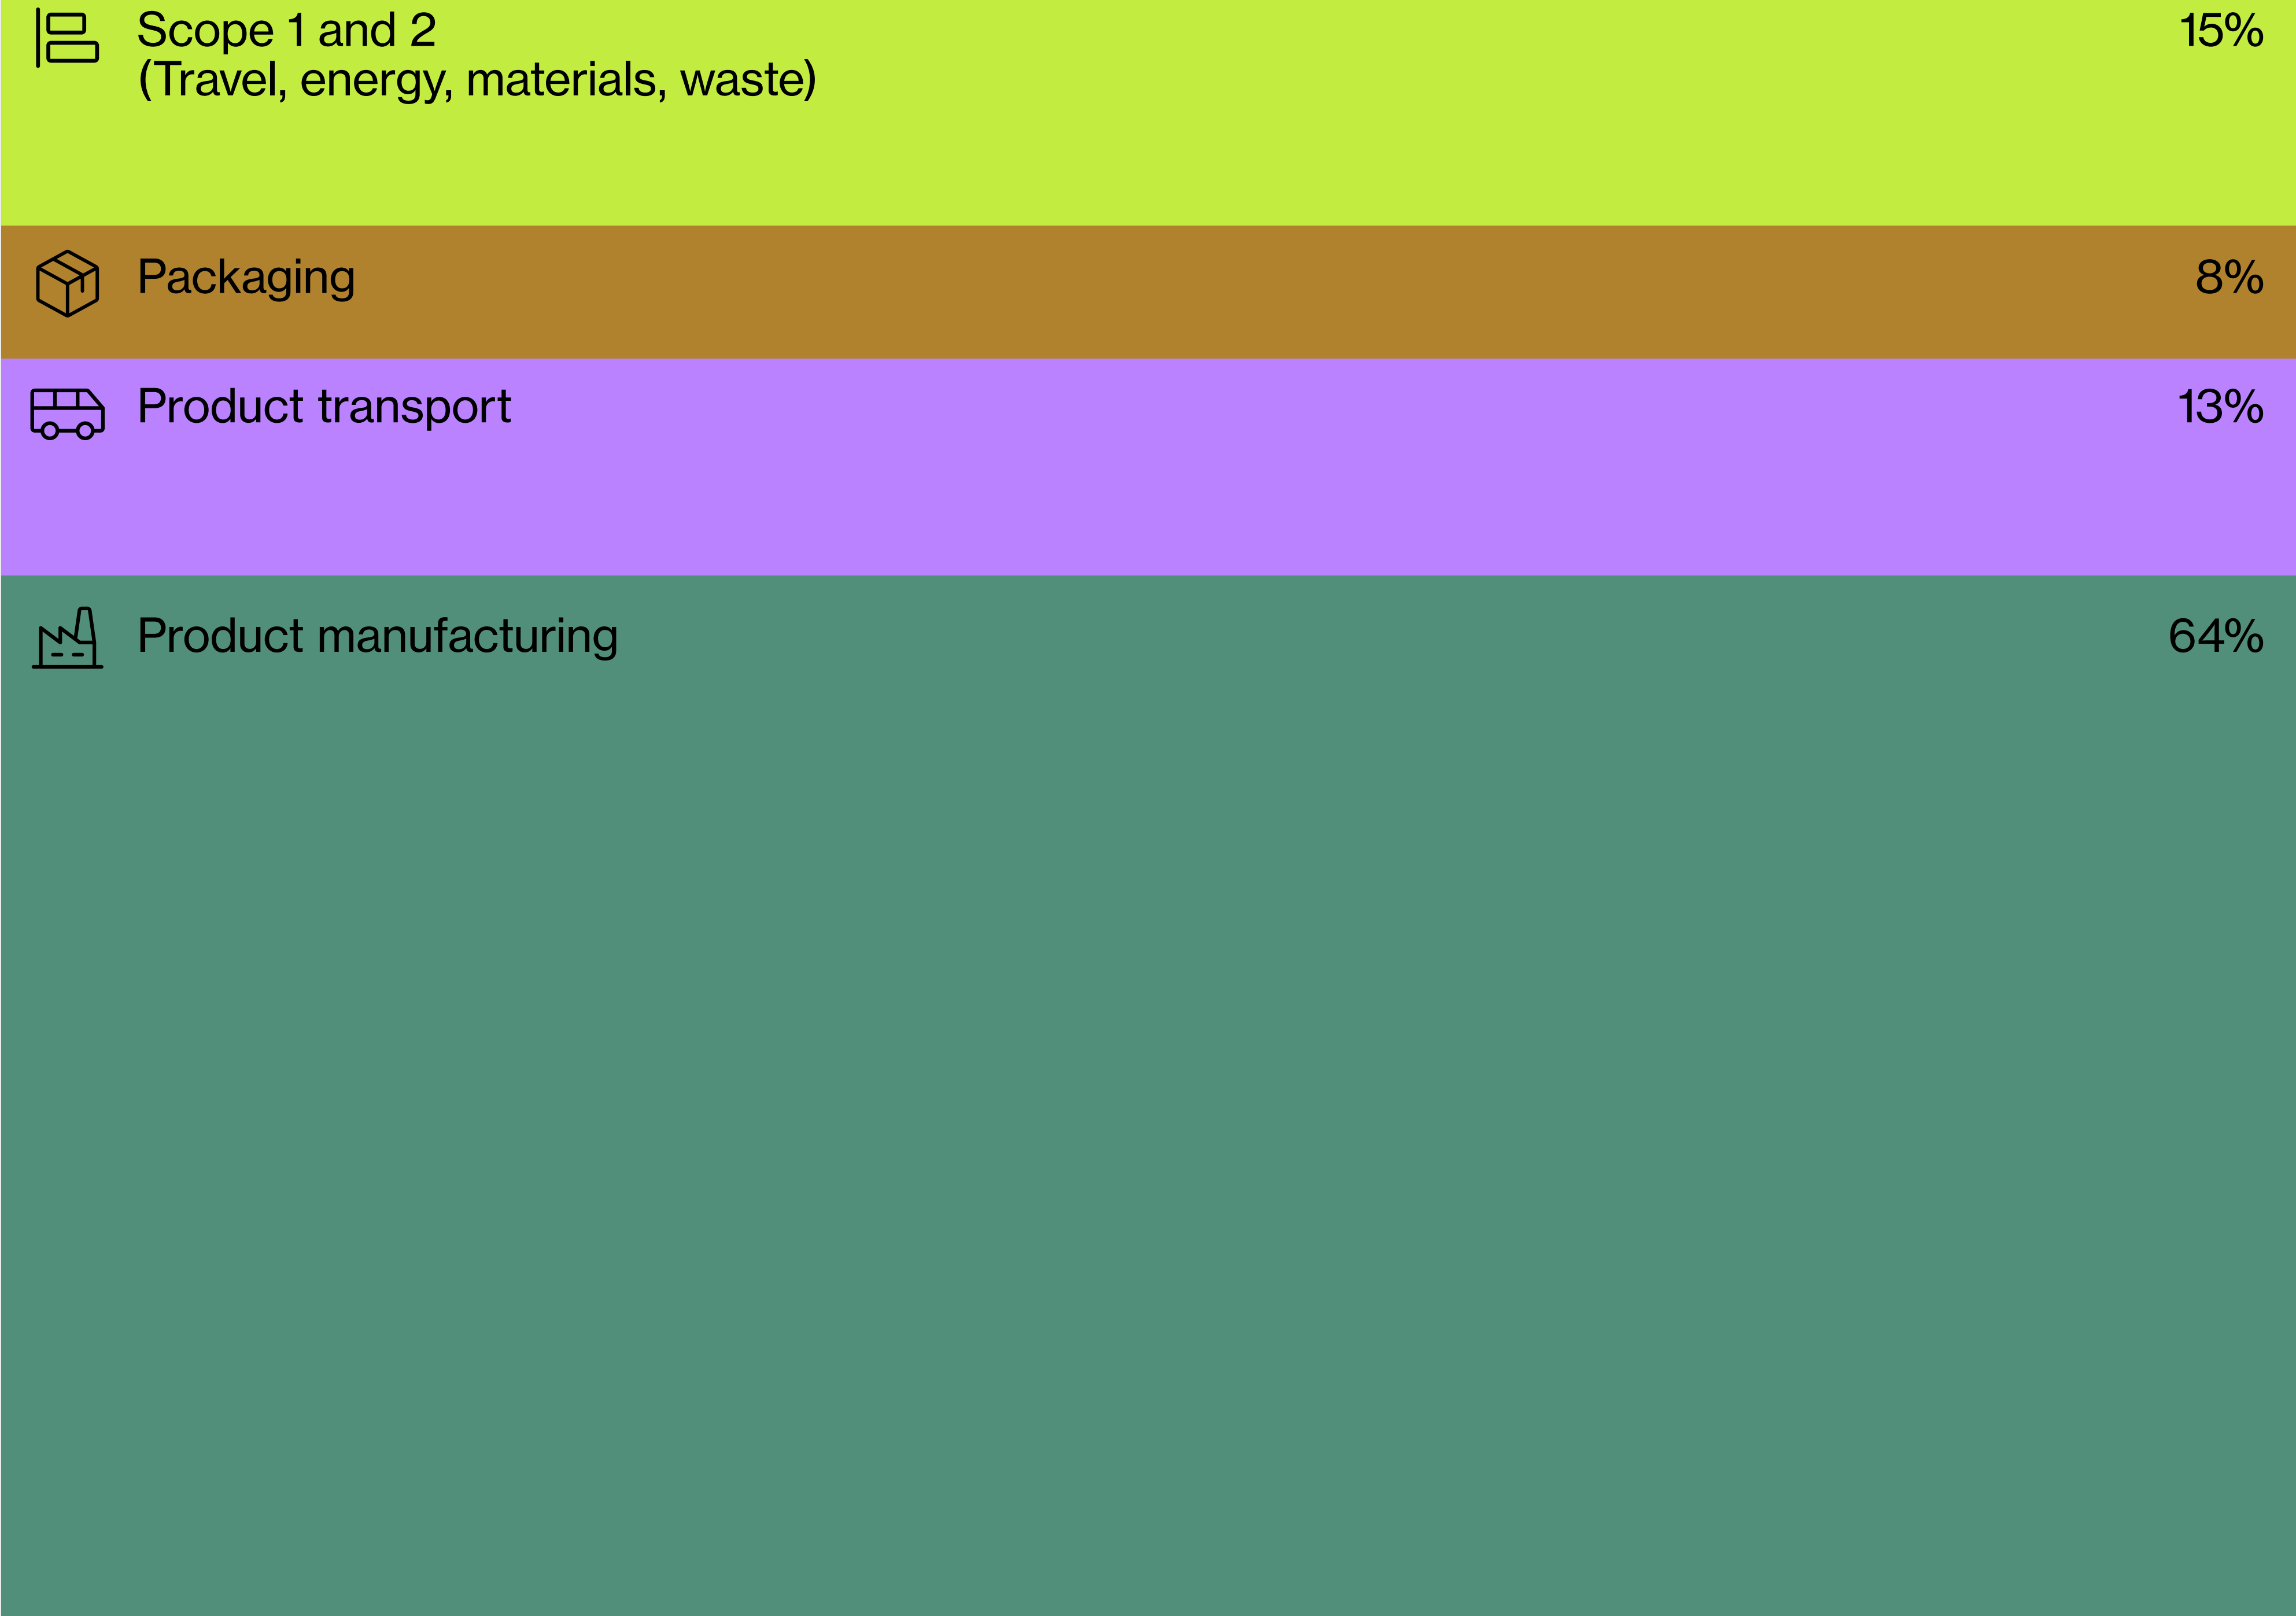 Scope 1 and 2 15%
(Travel, energy, materials, waste)
Packaging 8%
Product transport 13%
Product manufacturing 64%